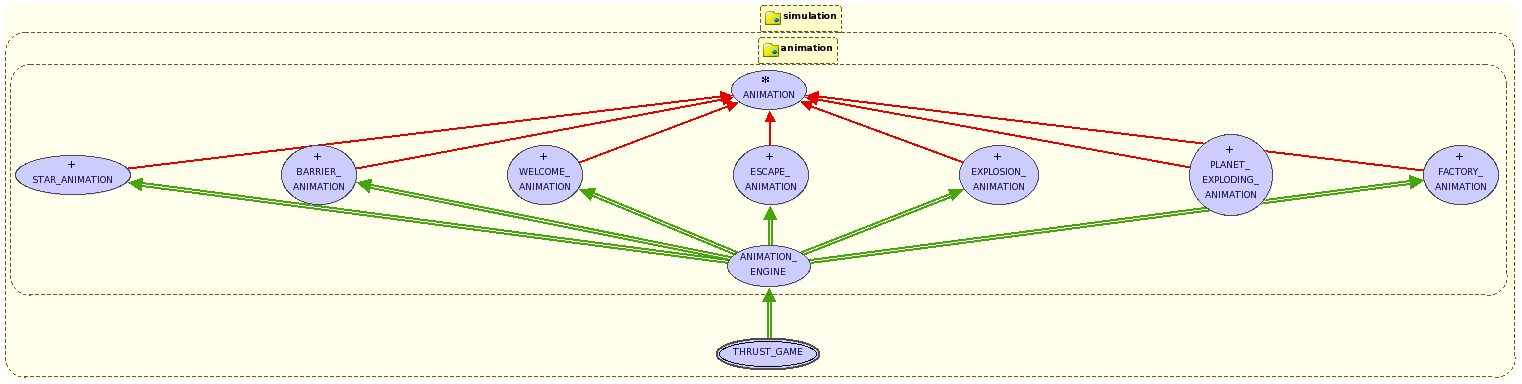 simulation
animation
*
ANIMATION
+
STAR_ANIMATION
+
BARRIER_
ANIMATION
+
WELCOME_
ANIMATION
+
ESCAPE_
ANIMATION
+
EXPLOSION_
ANIMATION
+
PLANET_
EXPLODING_
ANIMATION
+
FACTORY_
ANIMATION
ANIMATION_
ENGINE
THRUST_GAME